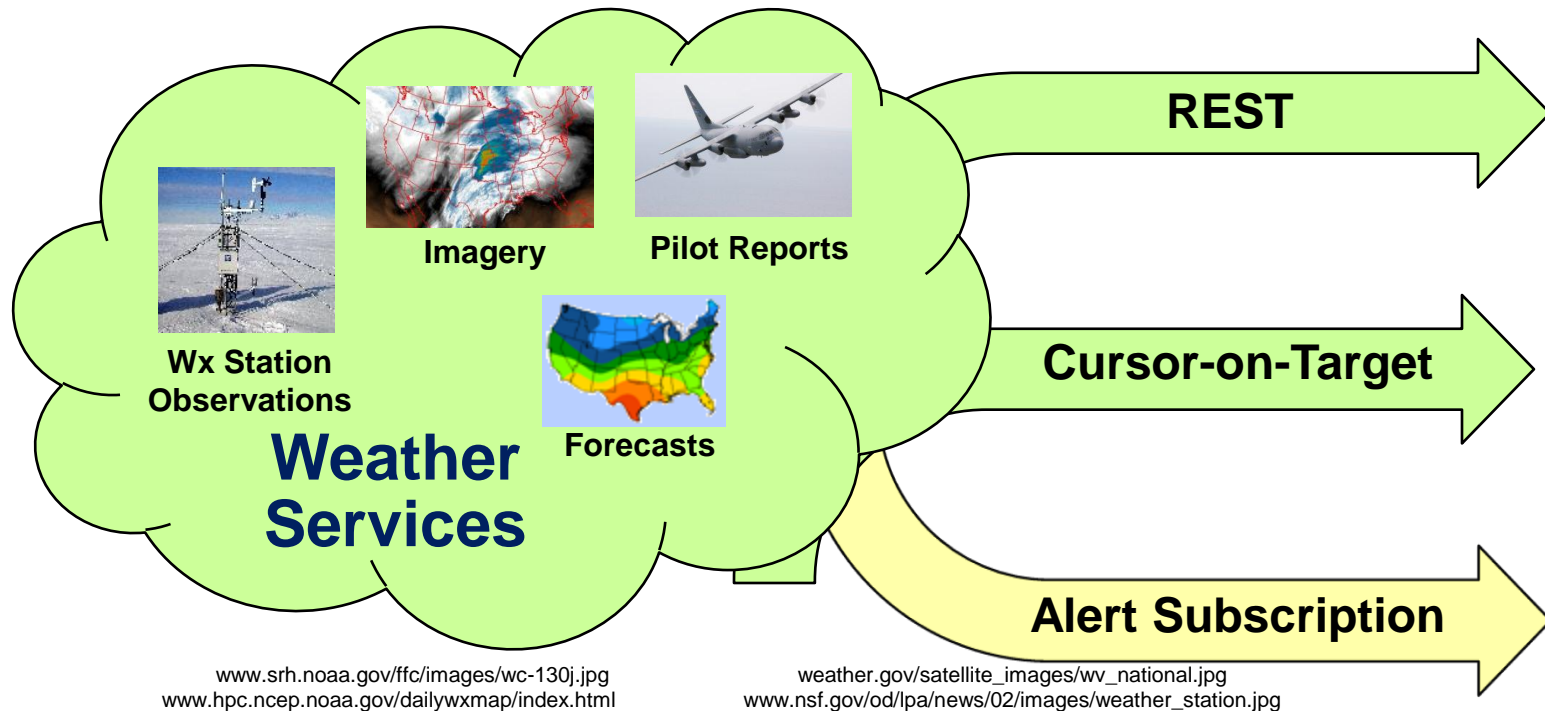 REST
Imagery
Pilot Reports
Wx Station
Observations
Cursor-on-Target
Forecasts
Weather
Services
Alert Subscription
www.srh.noaa.gov/ffc/images/wc-130j.jpg
www.hpc.ncep.noaa.gov/dailywxmap/index.html
weather.gov/satellite_images/wv_national.jpg
www.nsf.gov/od/lpa/news/02/images/weather_station.jpg